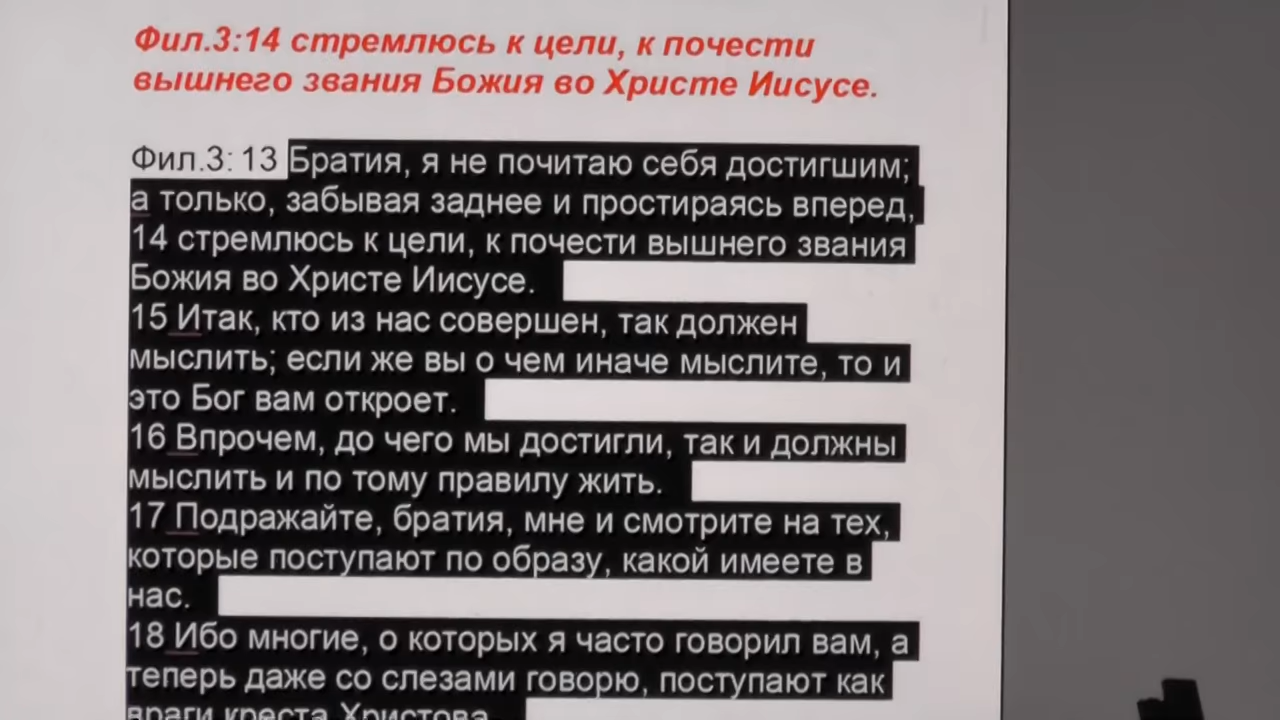 Фил.3:14 стремлюсь к цели, к почести
вышнего звания Божия во Христе Иисусе.
Фил.3: 13 Братия, я не почитаю себя достигшим;
а только, забывая заднее и простираясь вперед,
14 стремлюсь к цели, к почести вышнего звания
Божия во Христе Иисусе.
15 Итак, кто из нас совершен, так должен
мыслить; если же вы о чем иначе мыслите, то и
это Бог вам откроет.
16 Впрочем, до чего мы достигли, так и должны
мыслить и по тому правилу жить.
17 Подражайте, братия, мне и смотрите на тех,
которые поступают по образу, какой имеете в
нас.
18 Ибо многие, о которых я часто говорил вам, а
теперь даже со слезами говорю, поступают как
враги креста Христова.